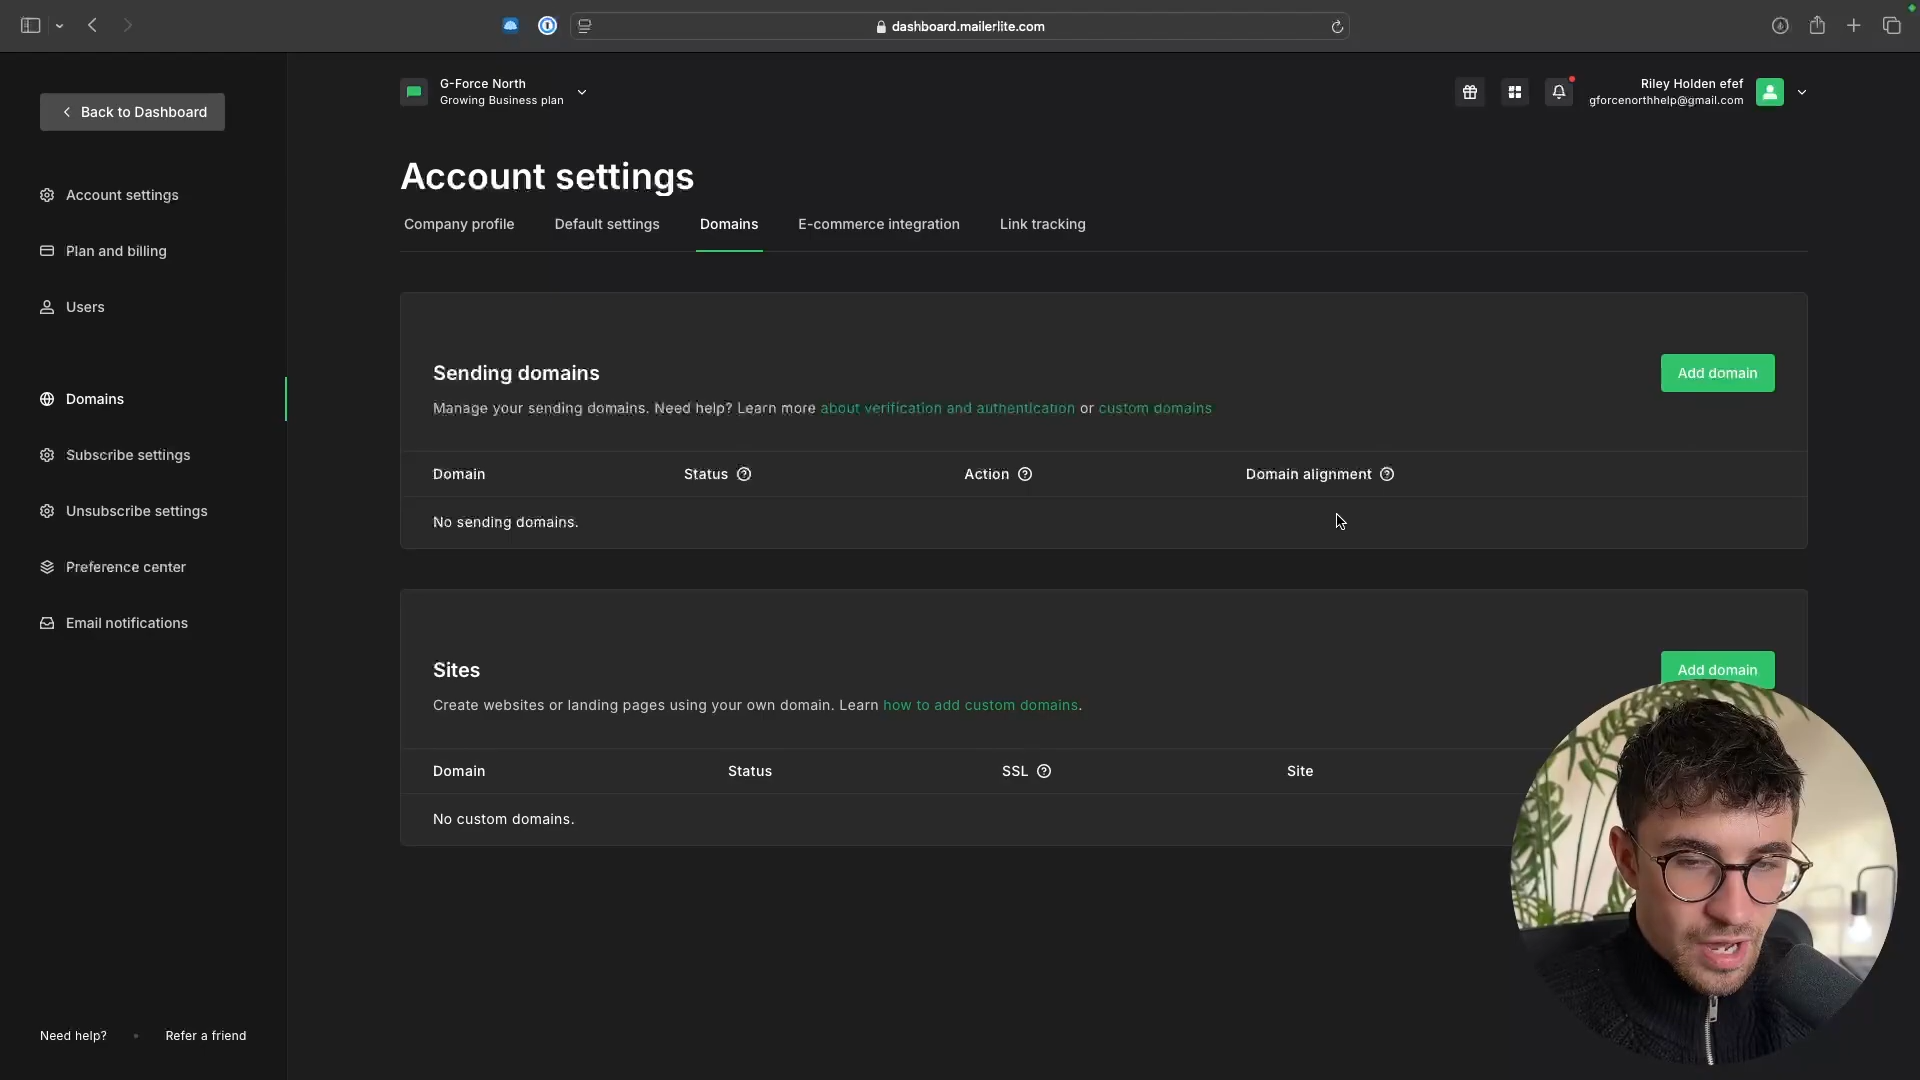 dashboard.mailerlite.com
Back to Dashboard
G-Force North
Growing Business plan
Riley Holden efef
gforcenorthhelp@gmail.com
Account settings
Plan and billing
Users
Domains
Subscribe settings
Unsubscribe settings
Preference center
Email notifications
Need help?
Refer a friend
Account settings
Company profile
Default settings
Domains
E-commerce integration
Link tracking
Sending domains
Add domain
Manage your sending domains. Need help? Learn more about verification and authentication or custom domains
Domain Status Action Domain alignment
No sending domains.
Sites
Add domain
Create websites or landing pages using your own domain. Learn how to add custom domains.
Domain Status SSL Site
No custom domains.